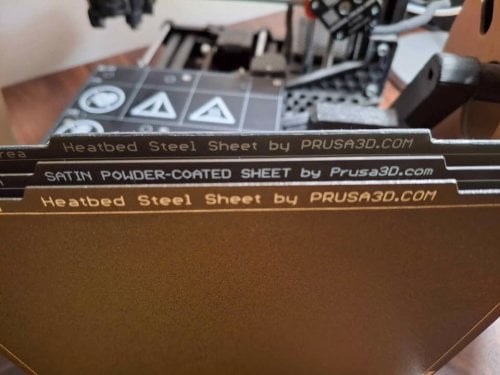 rea Heatbed Steel Sheet by PRUSA3D.COM
SATIN POWDER-COATED SHEET by Prusa3D.com
Heatbed Steel Sheet by PRUSA3D.COM